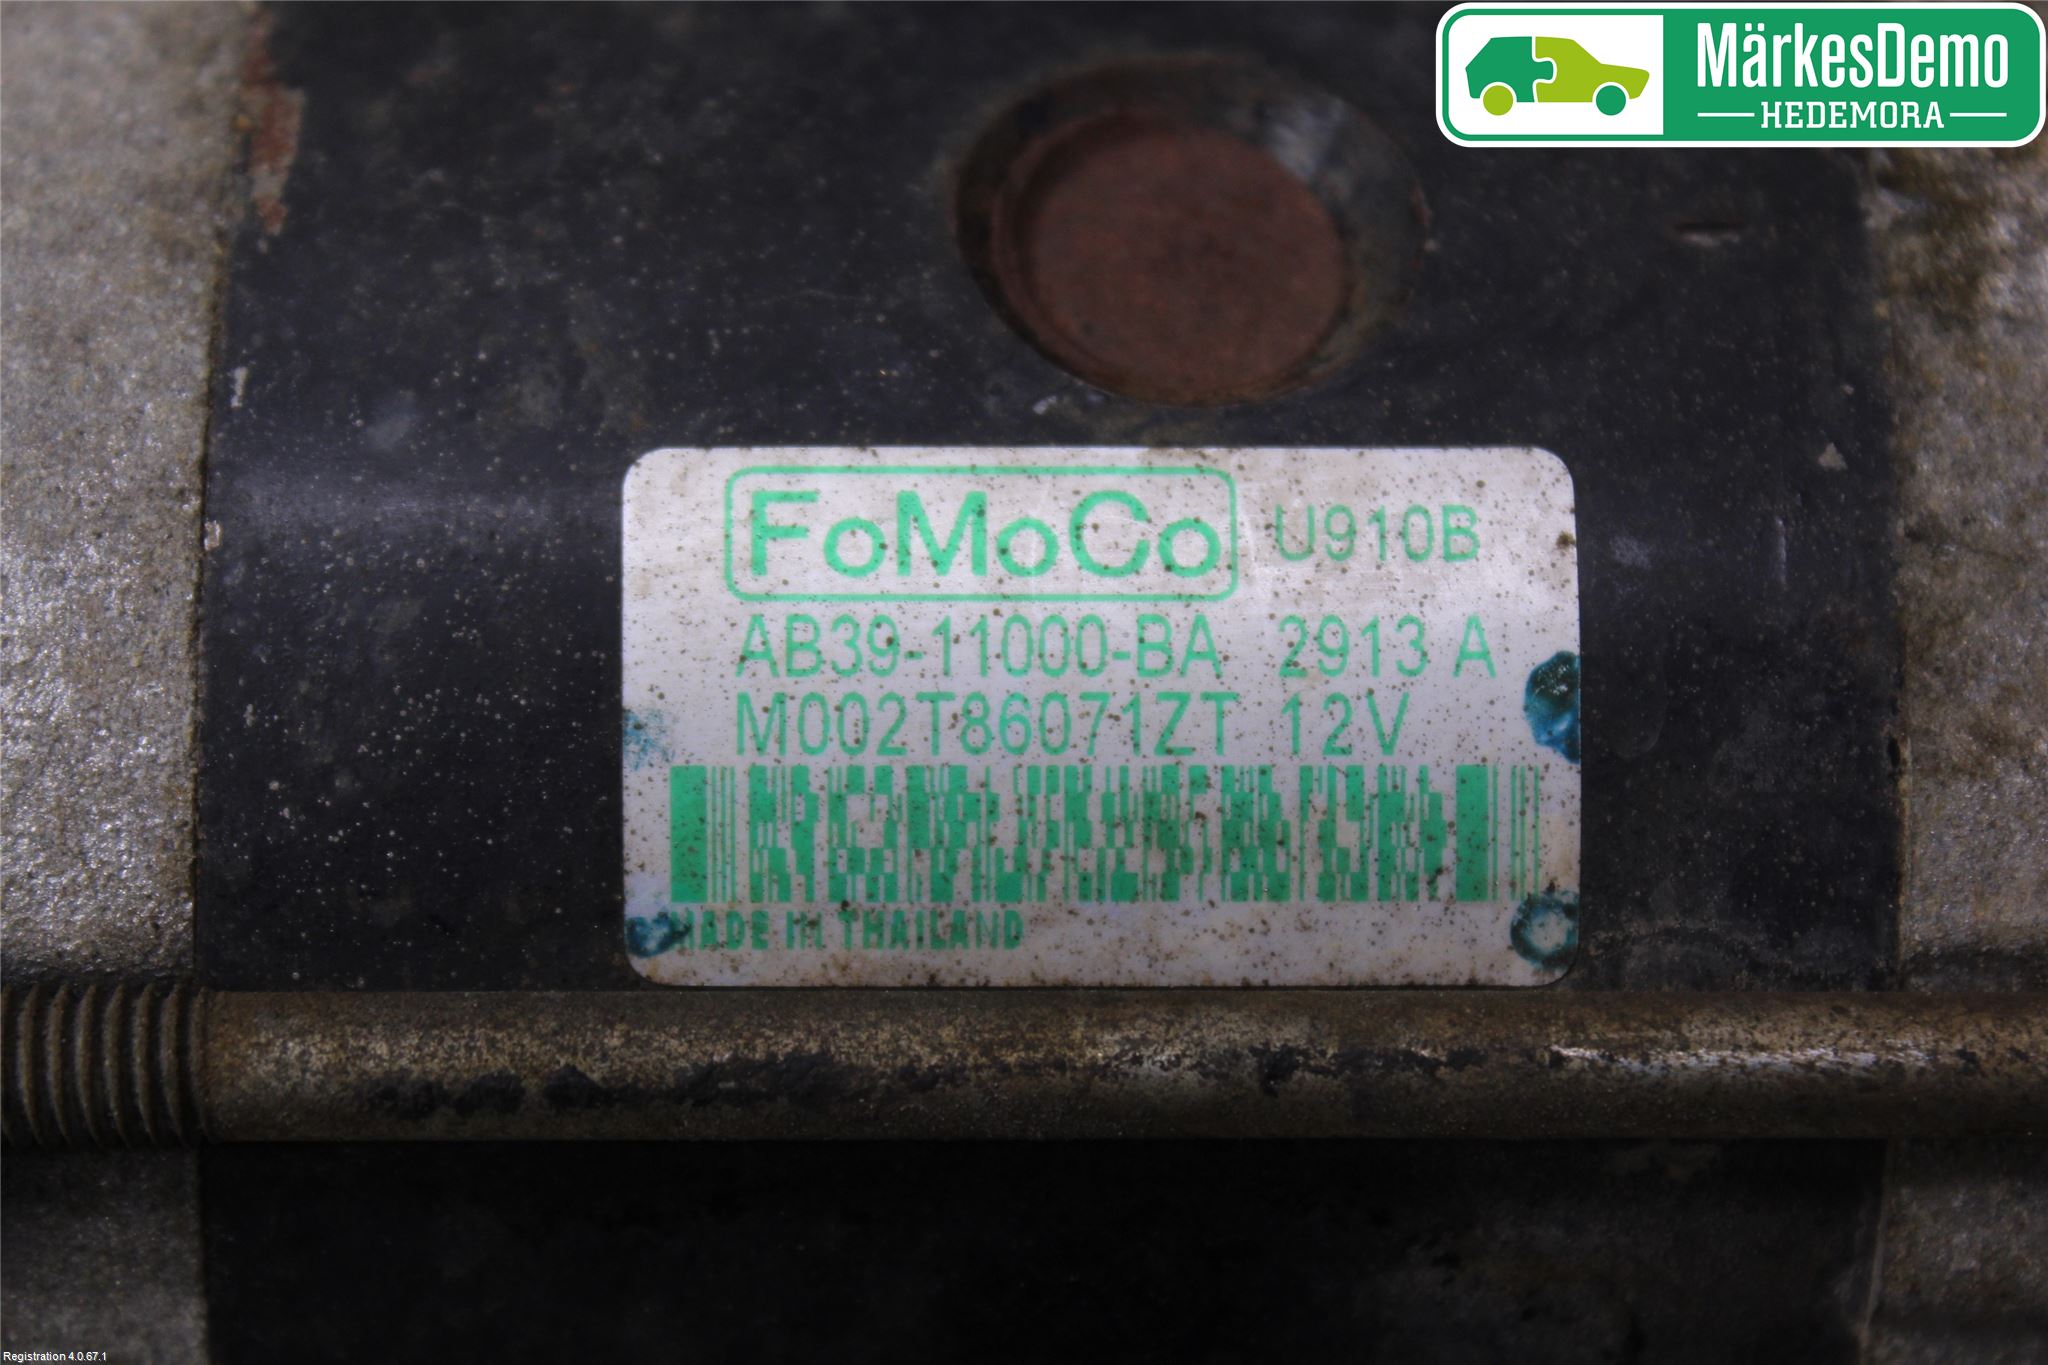 MärkesDemo
HEDEMORA
FoMoCo U910B
AB39-11000-BA 2913 A
M002T86071ZT 12V
MADE IN THAILAND
Registration 4.0.67.1